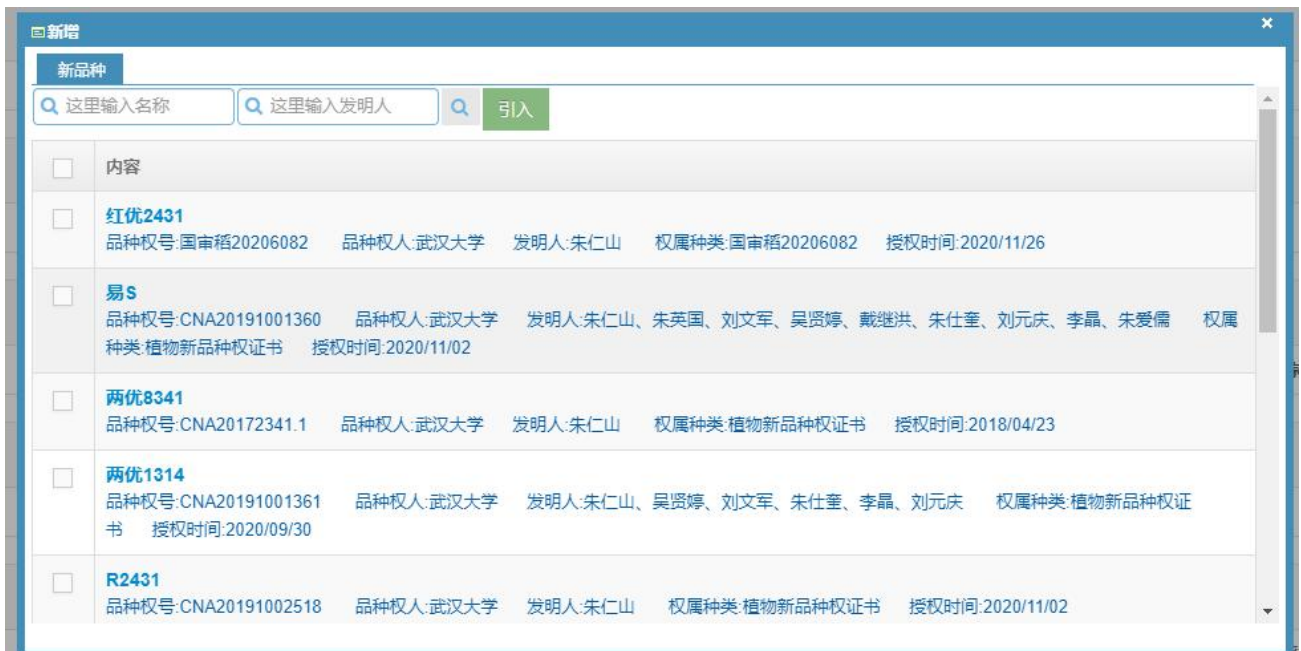 新增
×
新品种
这里输入名称 这里输入发明人 引入
内容
红优2431
品种权号:国审稻20206082 品种权人:武汉大学 发明人:朱仁山 权属种类:国审稻20206082 授权时间:2020/11/26
易S
品种权号:CNA20191001360 品种权人:武汉大学 发明人:朱仁山、朱英国、刘文军、吴贤婷、戴继洪、朱仕奎、刘元庆、李晶、朱爱儒 权属
种类:植物新品种权证书 授权时间:2020/11/02
两优8341
品种权号:CNA20172341.1 品种权人:武汉大学 发明人:朱仁山 权属种类:植物新品种权证书 授权时间:2018/04/23
两优1314
品种权号:CNA20191001361 品种权人:武汉大学 发明人:朱仁山、吴贤婷、刘文军、朱仕奎、李晶、刘元庆 权属种类:植物新品种权证
书 授权时间:2020/09/30
R2431
品种权号:CNA20191002518 品种权人:武汉大学 发明人:朱仁山 权属种类:植物新品种权证书 授权时间:2020/11/02